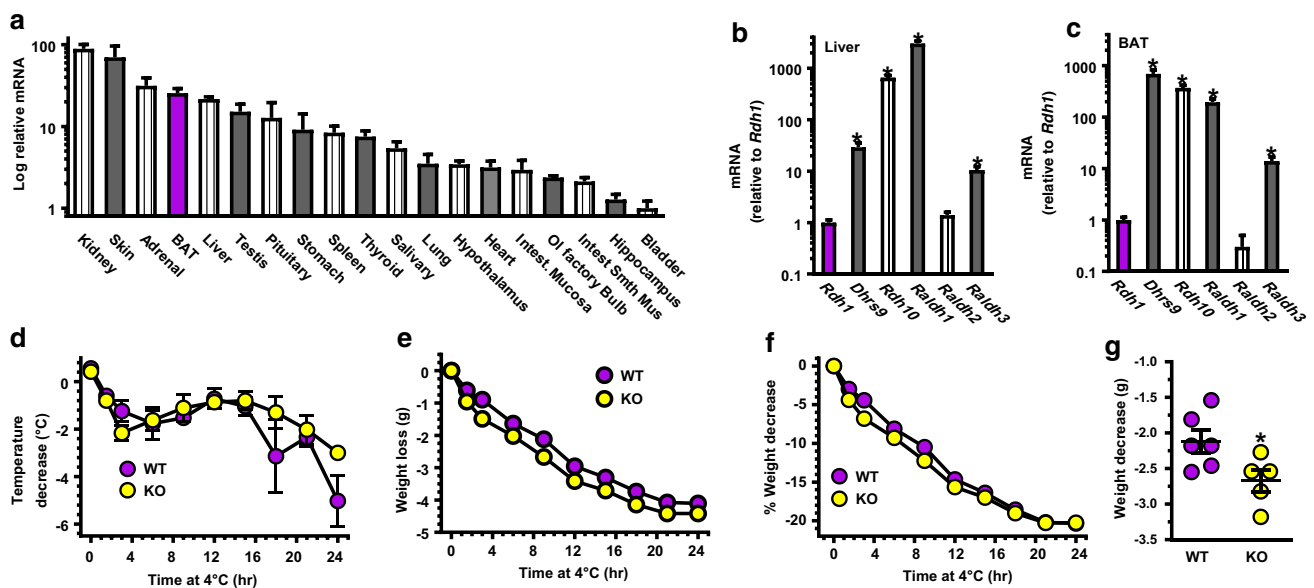 a
Log relative mRNA
100
10
1
Kidney
Skin
Adrenal
BAT
Liver
Testis
Pituitary
Stomach
Spleen
Thyroid
Salivary
Lung
Hypothalamus
Heart
Intest. Mucosa
Ol factory Bulb
Intest Smth Mus
Hippocampus
Bladder
b
Liver
mRNA
(relative to Rdh1)
1000
100
10
1
0.1
*
*
*
*
Rdh1
Dhrs9
Rdh10
Raldh1
Raldh2
Raldh3
c
BAT
mRNA
(relative to Rdh1)
1000
100
10
1
0.1
*
*
*
*
Rdh1
Dhrs9
Rdh10
Raldh1
Raldh2
Raldh3
d
Temperature
decrease (°C)
0
-2
-4
-6
WT
KO
0 4 8 12 16 20 24
Time at 4°C (hr)
e
Weight loss (g)
0
-1
-2
-3
-4
-5
WT
KO
0 4 8 12 16 20 24
Time at 4°C (hr)
f
% Weight decrease
0
-5
-10
-15
-20
WT
KO
0 4 8 12 16 20 24
Time at 4°C (hr)
g
Weight decrease (g)
-1.0
-1.5
-2.0
-2.5
-3.0
-3.5
*
WT KO